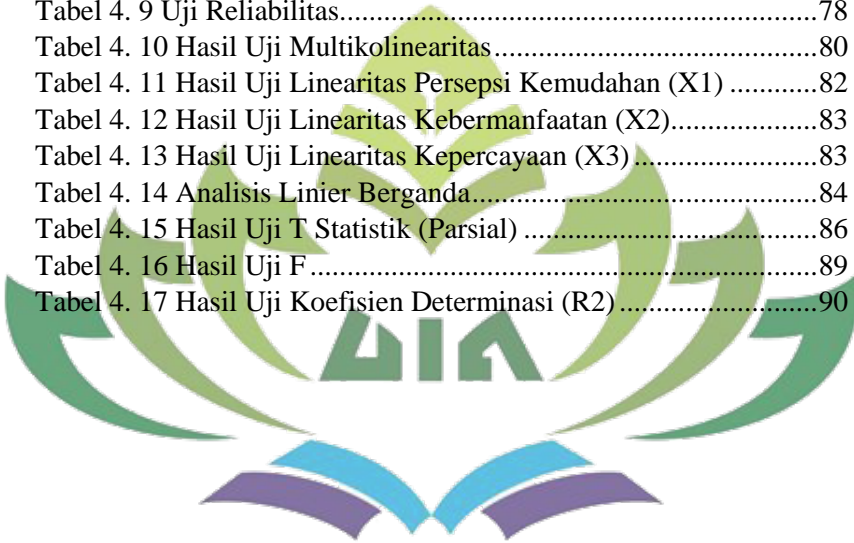 Tabel 4. 9 Uji Reliabilitas.............................................................78
Tabel 4. 10 Hasil Uji Multikolinearitas......................................80
Tabel 4. 11 Hasil Uji Linearitas Persepsi Kemudahan (X1) ............82
Tabel 4. 12 Hasil Uji Linearitas Kebermanfaatan (X2)...................83
Tabel 4. 13 Hasil Uji Linearitas Kepercayaan (X3).......................83
Tabel 4. 14 Analisis Linier Berganda..........................................84
Tabel 4. 15 Hasil Uji T Statistik (Parsial) ....................................86
Tabel 4. 16 Hasil Uji F..............................................................89
Tabel 4. 17 Hasil Uji Koefisien Determinasi (R2).........................90
UIN